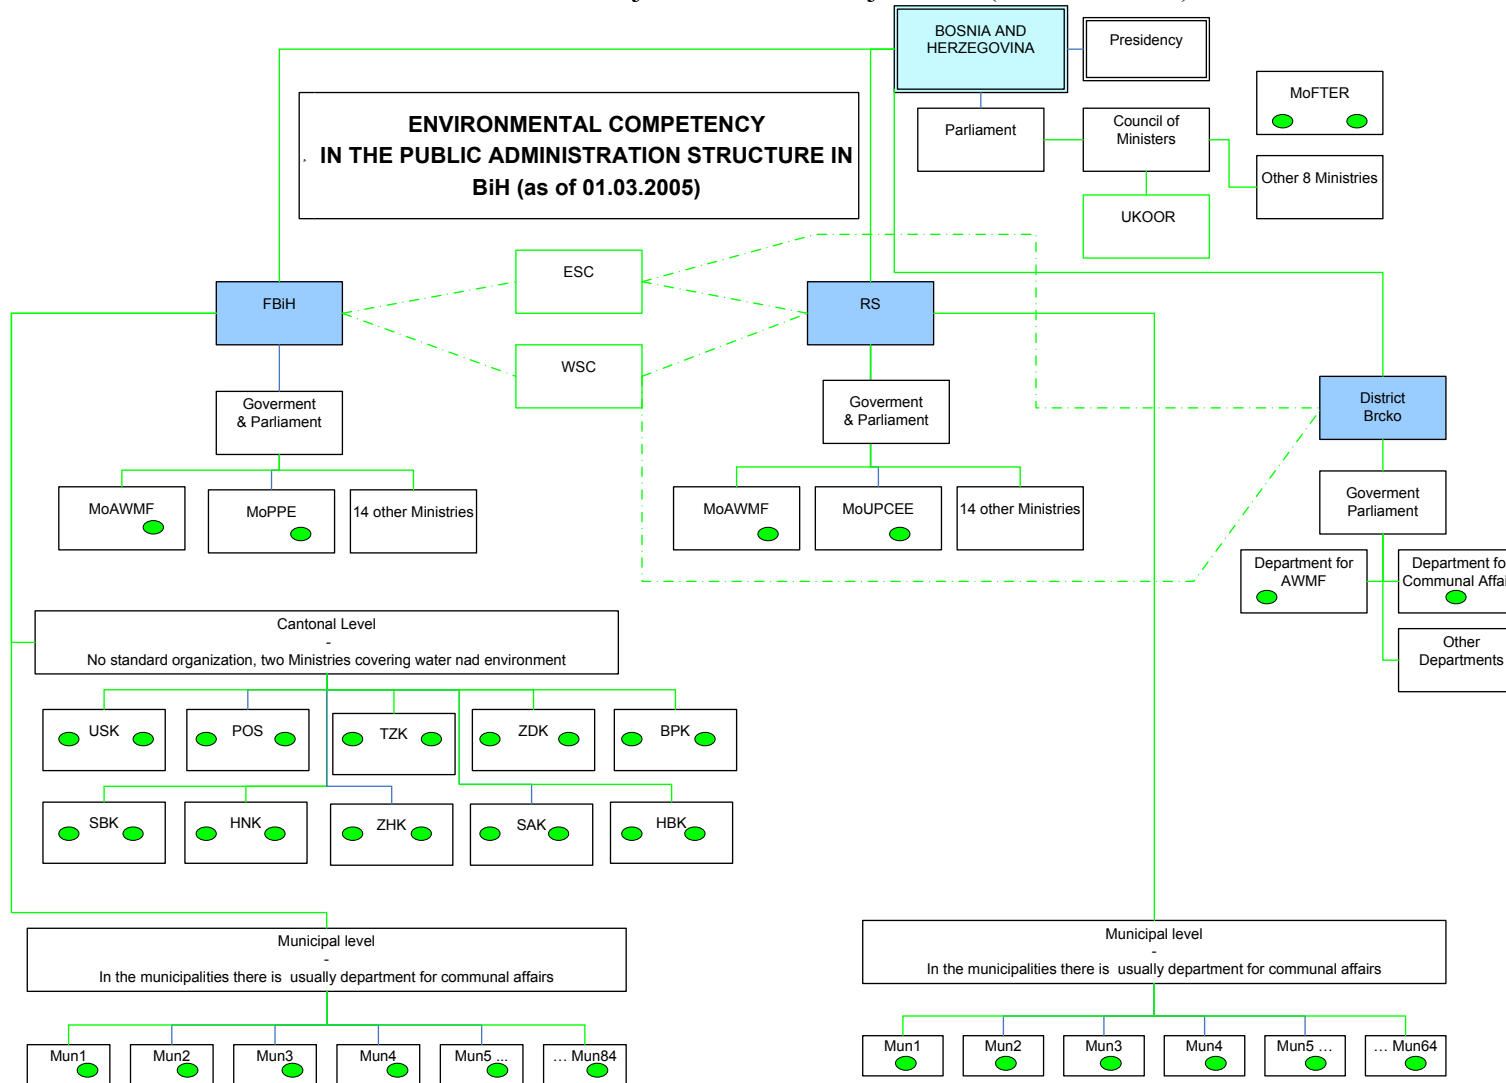 BOSNIA AND
HERZEGOVINA
Presidency
MoFTER
Parliament
Council of
Ministers
Other 8 Ministries
UKOOR
ENVIRONMENTAL COMPETENCY
IN THE PUBLIC ADMINISTRATION STRUCTURE IN
BiH (as of 01.03.2005)
ESC
FBiH
RS
WSC
District
Brcko
Goverment
& Parliament
Goverment
& Parliament
Goverment
Parliament
MoAWMF
MoPPE
14 other Ministries
MoAWMF
MoUPCEE
14 other Ministries
Department for
AWMF
Department fo
Communal Affai
Other
Departments
Cantonal Level
-
No standard organization, two Ministries covering water nad environment
USK
POS
TZK
ZDK
BPK
SBK
HNK
ZHK
SAK
HBK
Municipal level
-
In the municipalities there is usually department for communal affairs
Mun1
Mun2
Mun3
Mun4
Mun5 ...
... Mun84
Municipal level
-
In the municipalities there is usually department for communal affairs
Mun1
Mun2
Mun3
Mun4
Mun5 ...
... Mun64